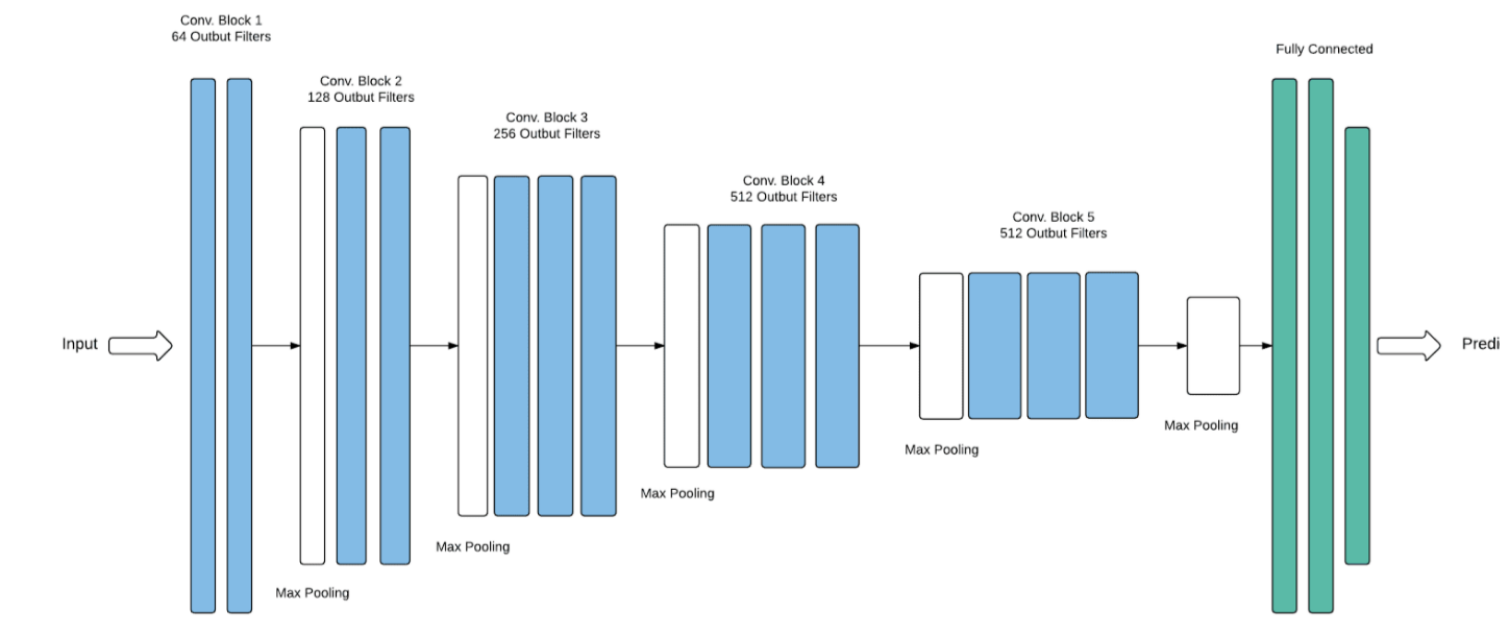 Conv. Block 1
64 Outbut Filters
Conv. Block 2
128 Outbut Filters
Conv. Block 3
256 Outbut Filters
Conv. Block 4
512 Outbut Filters
Conv. Block 5
512 Outbut Filters
Fully Connected
Input
Predi
Max Pooling
Max Pooling
Max Pooling
Max Pooling
Max Pooling